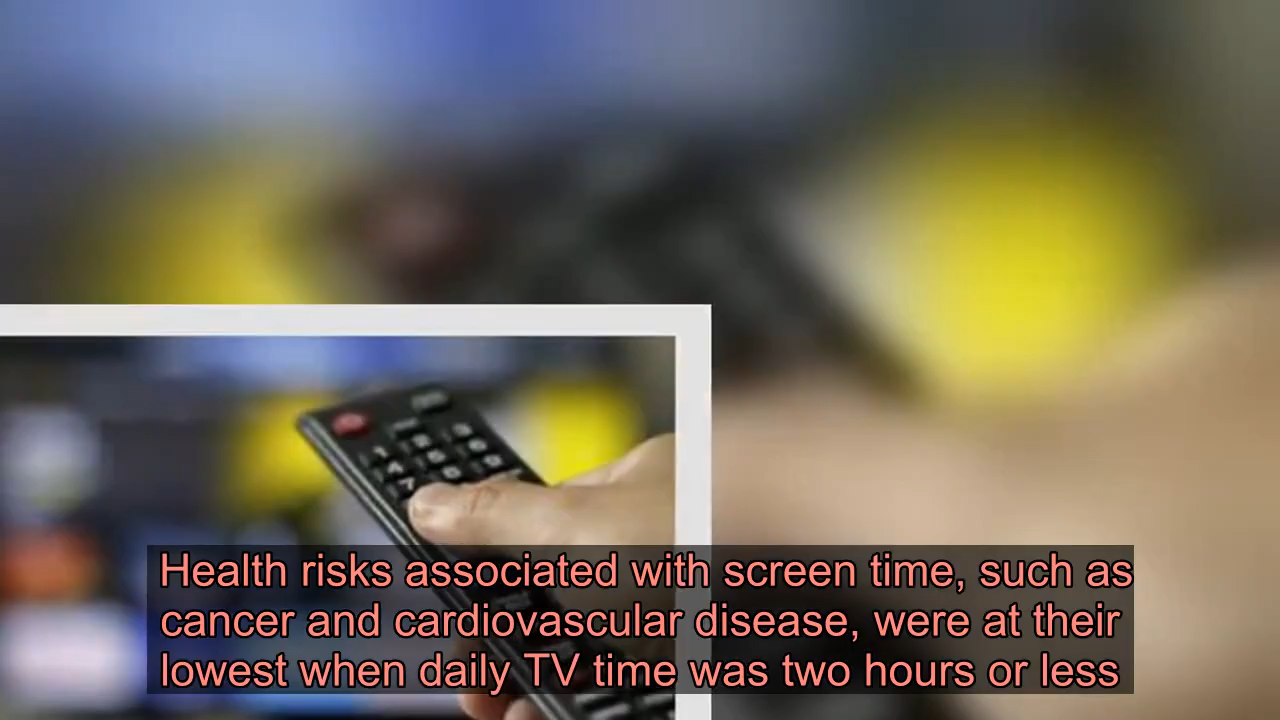 Health risks associated with screen time, such as
cancer and cardiovascular disease, were at their
lowest when daily TV time was two hours or less